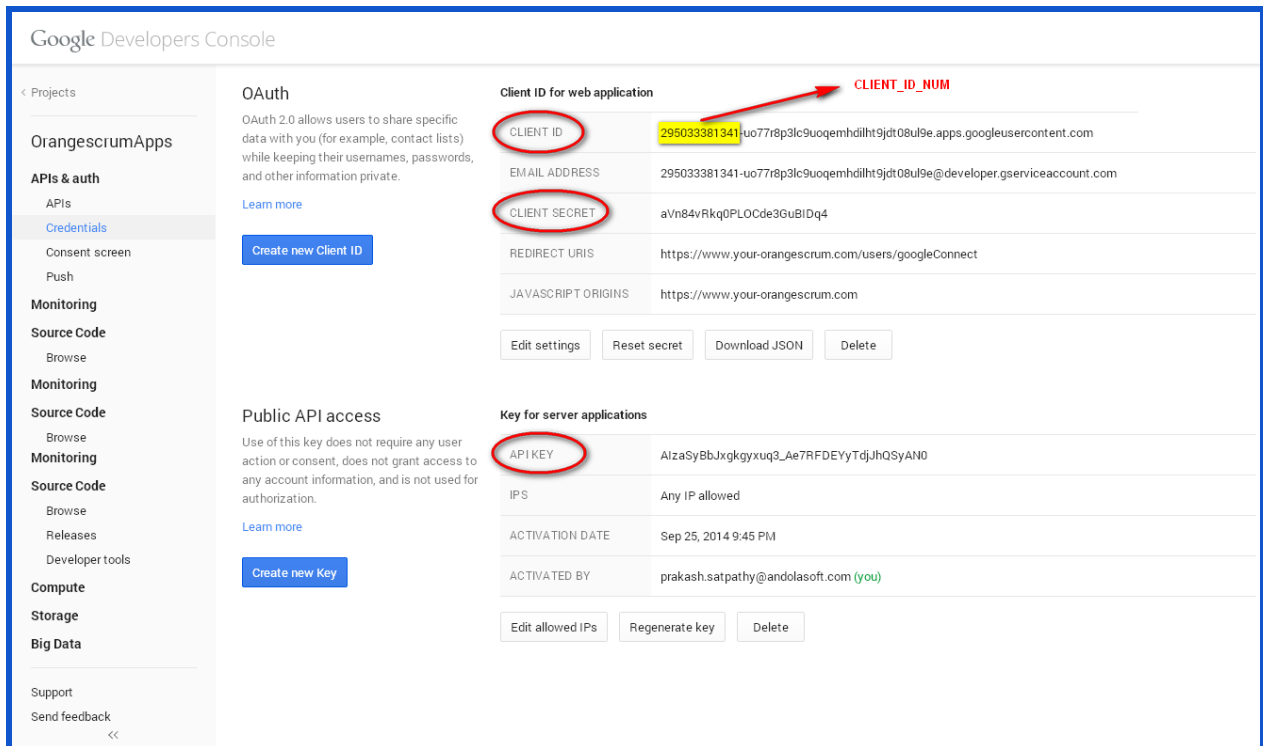 Google Developers Console
CLIENT_ID_NUM
< Projects
OrangescrumApps
APIs & auth
APIs
Credentials
Consent screen
Push
Monitoring
Source Code
Browse
Monitoring
Source Code
Browse
Monitoring
Source Code
Browse
Releases
Developer tools
Compute
Storage
Big Data
Support
Send feedback
<<
OAuth
OAuth 2.0 allows users to share specific
data with you (for example, contact lists)
while keeping their usernames, passwords,
and other information private.
Learn more
Create new Client ID
Client ID for web application
CLIENT ID 295033381341-uo77r8p3lc9uoqemhdilht9jdt08ul9e.apps.googleusercontent.com
EMAIL ADDRESS 295033381341-uo77r8p3lc9uoqemhdilht9jdt08ul9e@developer.gserviceaccount.com
CLIENT SECRET aVn84vRkq0PLOCde3GuBIDq4
REDIRECT URIS https://www.your-orangescrum.com/users/googleConnect
JAVASCRIPT ORIGINS https://www.your-orangescrum.com
Edit settings Reset secret Download JSON Delete
Public API access
Use of this key does not require any user
action or consent, does not grant access to
any account information, and is not used for
authorization.
Learn more
Create new Key
Key for server applications
API KEY AIzaSyBbJxgkgyxuq3_Ae7RFDEYyTdjJhQSyAN0
IPS Any IP allowed
ACTIVATION DATE Sep 25, 2014 9:45 PM
ACTIVATED BY prakash.satpathy@andolasoft.com (you)
Edit allowed IPs Regenerate key Delete